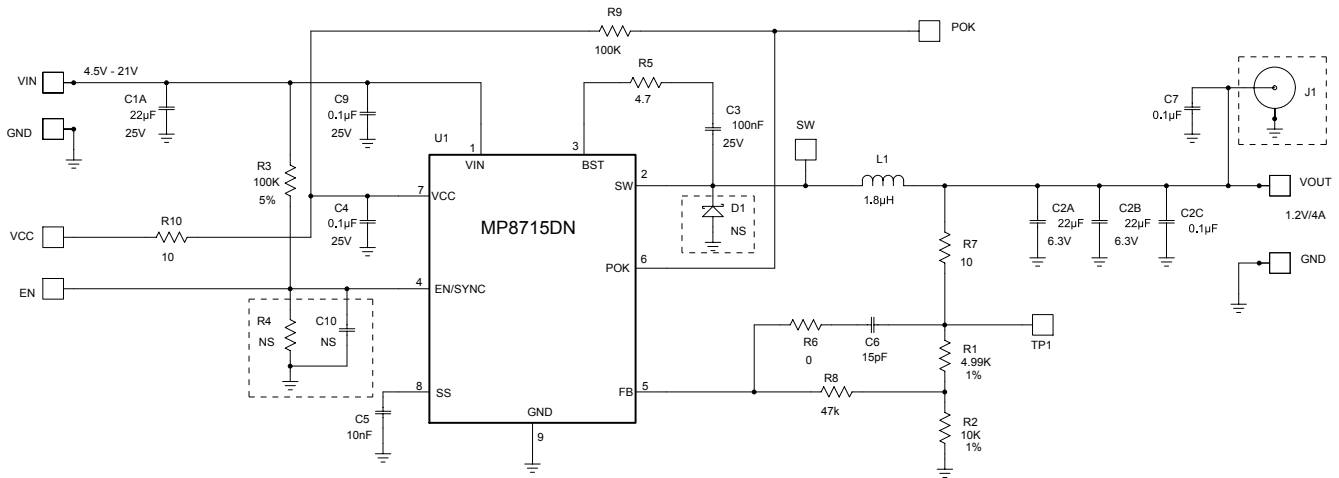 R9
100K
POK
VIN
4.5V - 21V
GND
C1A
22µF
25V
C9
0.1µF
25V
R5
4.7
C3
100nF
25V
SW
C7
0.1µF
J1
R3
100K
5%
U1
1
VIN
3
BST
2
SW
7
VCC
C4
0.1µF
25V
MP8715DN
D1
NS
L1
1.8µH
C2A
22µF
6.3V
C2B
22µF
6.3V
C2C
0.1µF
VOUT
1.2V/4A
GND
VCC
R10
10
6
POK
R7
10
EN
4
EN/SYNC
R4
NS
C10
NS
R6
0
C6
15pF
TP1
R1
4.99K
1%
8
SS
5
FB
R8
47k
C5
10nF
GND
9
R2
10K
1%